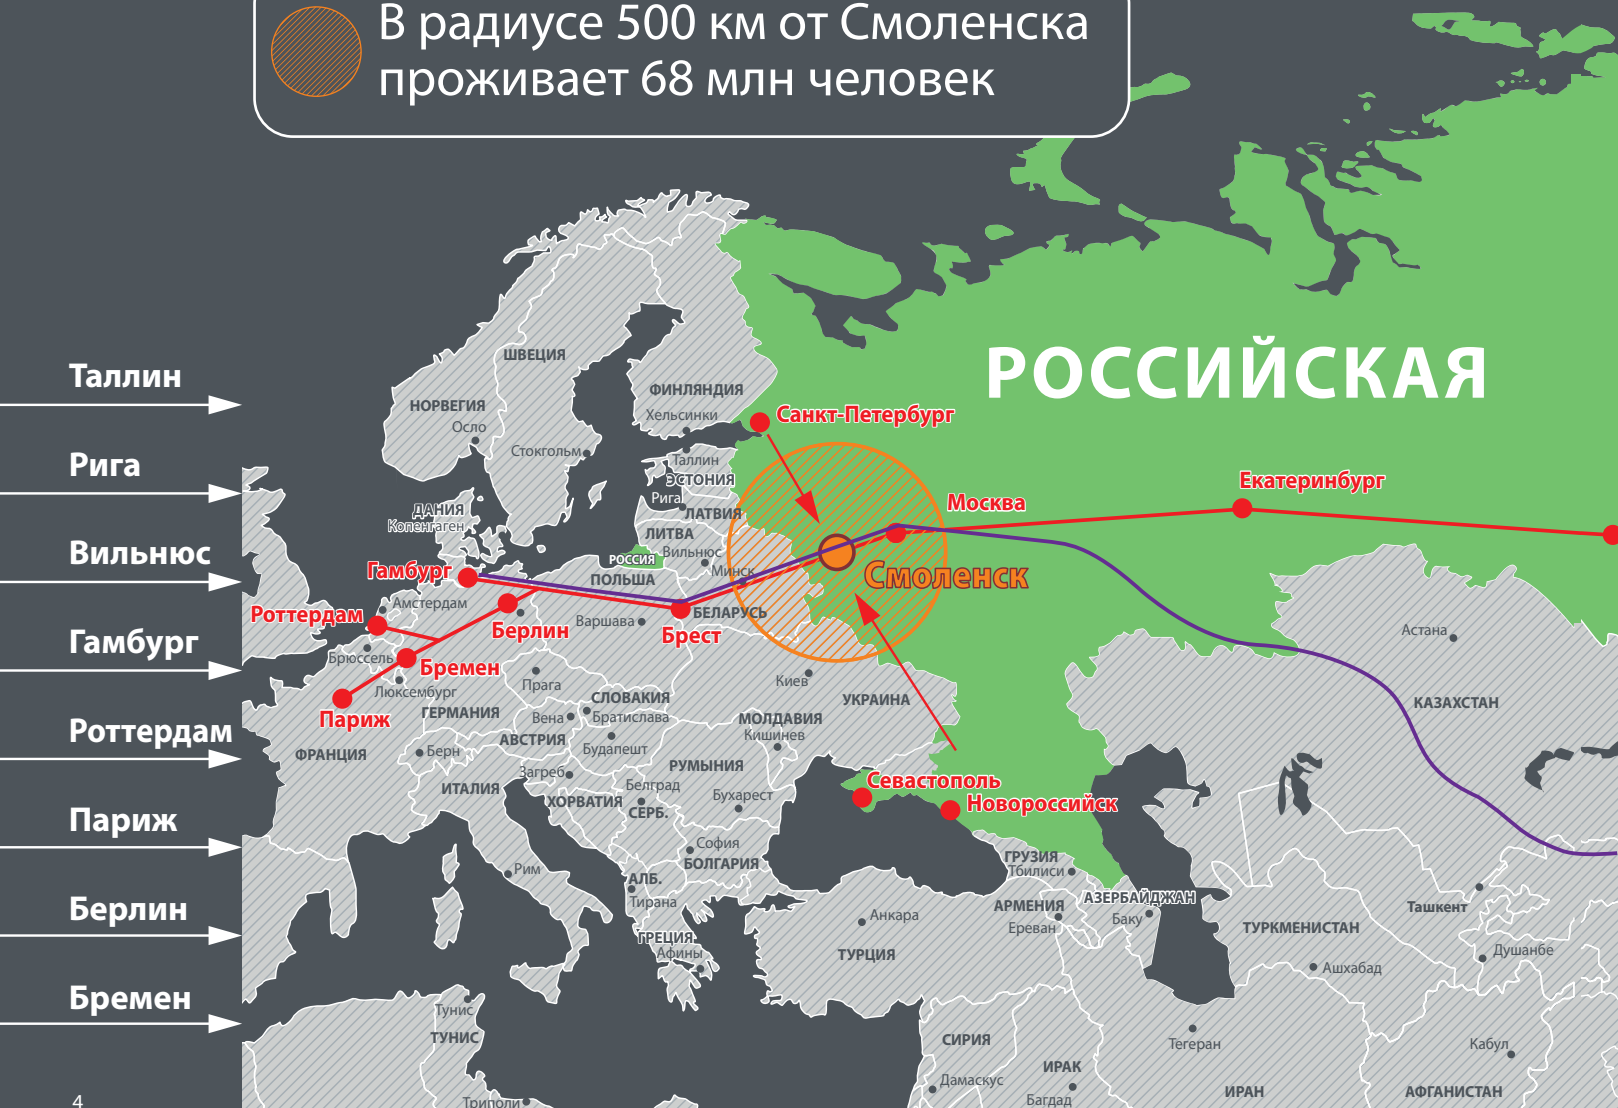 В радиусе 500 км от Смоленска
проживает 68 млн человек
РОССИЙСКАЯ
Таллин
Рига
Вильнюс
Гамбург
Роттердам
Париж
Берлин
Бремен
ШВЕЦИЯ
НОРВЕГИЯ
Осло
Стокгольм
ФИНЛЯНДИЯ
Хельсинки
Санкт-Петербург
Таллин
ЭСТОНИЯ
Рига
ЛАТВИЯ
ЛИТВА
Вильнюс
РОССИЯ
Минск
ДАНИЯ
Копенгаген
Москва
Екатеринбург
Смоленск
Гамбург
ПОЛЬША
Амстердам
Роттердам
Берлин
Варшава
Брест
БЕЛАРУСЬ
Брюссель
Бремен
Люксембург
Париж
ГЕРМАНИЯ
Прага
СЛОВАКИЯ
Вена
Братислава
Киев
УКРАИНА
МОЛДАВИЯ
Кишинев
Астана
КАЗАХСТАН
ФРАНЦИЯ
Берн
АВСТРИЯ
Будапешт
РУМЫНИЯ
Загреб
Белград
Бухарест
ИТАЛИЯ
ХОРВАТИЯ
СЕРБ.
Севастополь
Новороссийск
София
БОЛГАРИЯ
Рим
АЛБ.
Тирана
ГРЕЦИЯ
Афины
ГРУЗИЯ
Тбилиси
АРМЕНИЯ
Ереван
АЗЕРБАЙДЖАН
Баку
Анкара
ТУРЦИЯ
Ташкент
ТУРКМЕНИСТАН
Ашхабад
Душанбе
Тунис
ТУНИС
Триполи
СИРИЯ
Дамаскус
ИРАК
Багдад
Тегеран
ИРАН
Кабул
АФГАНИСТАН
4